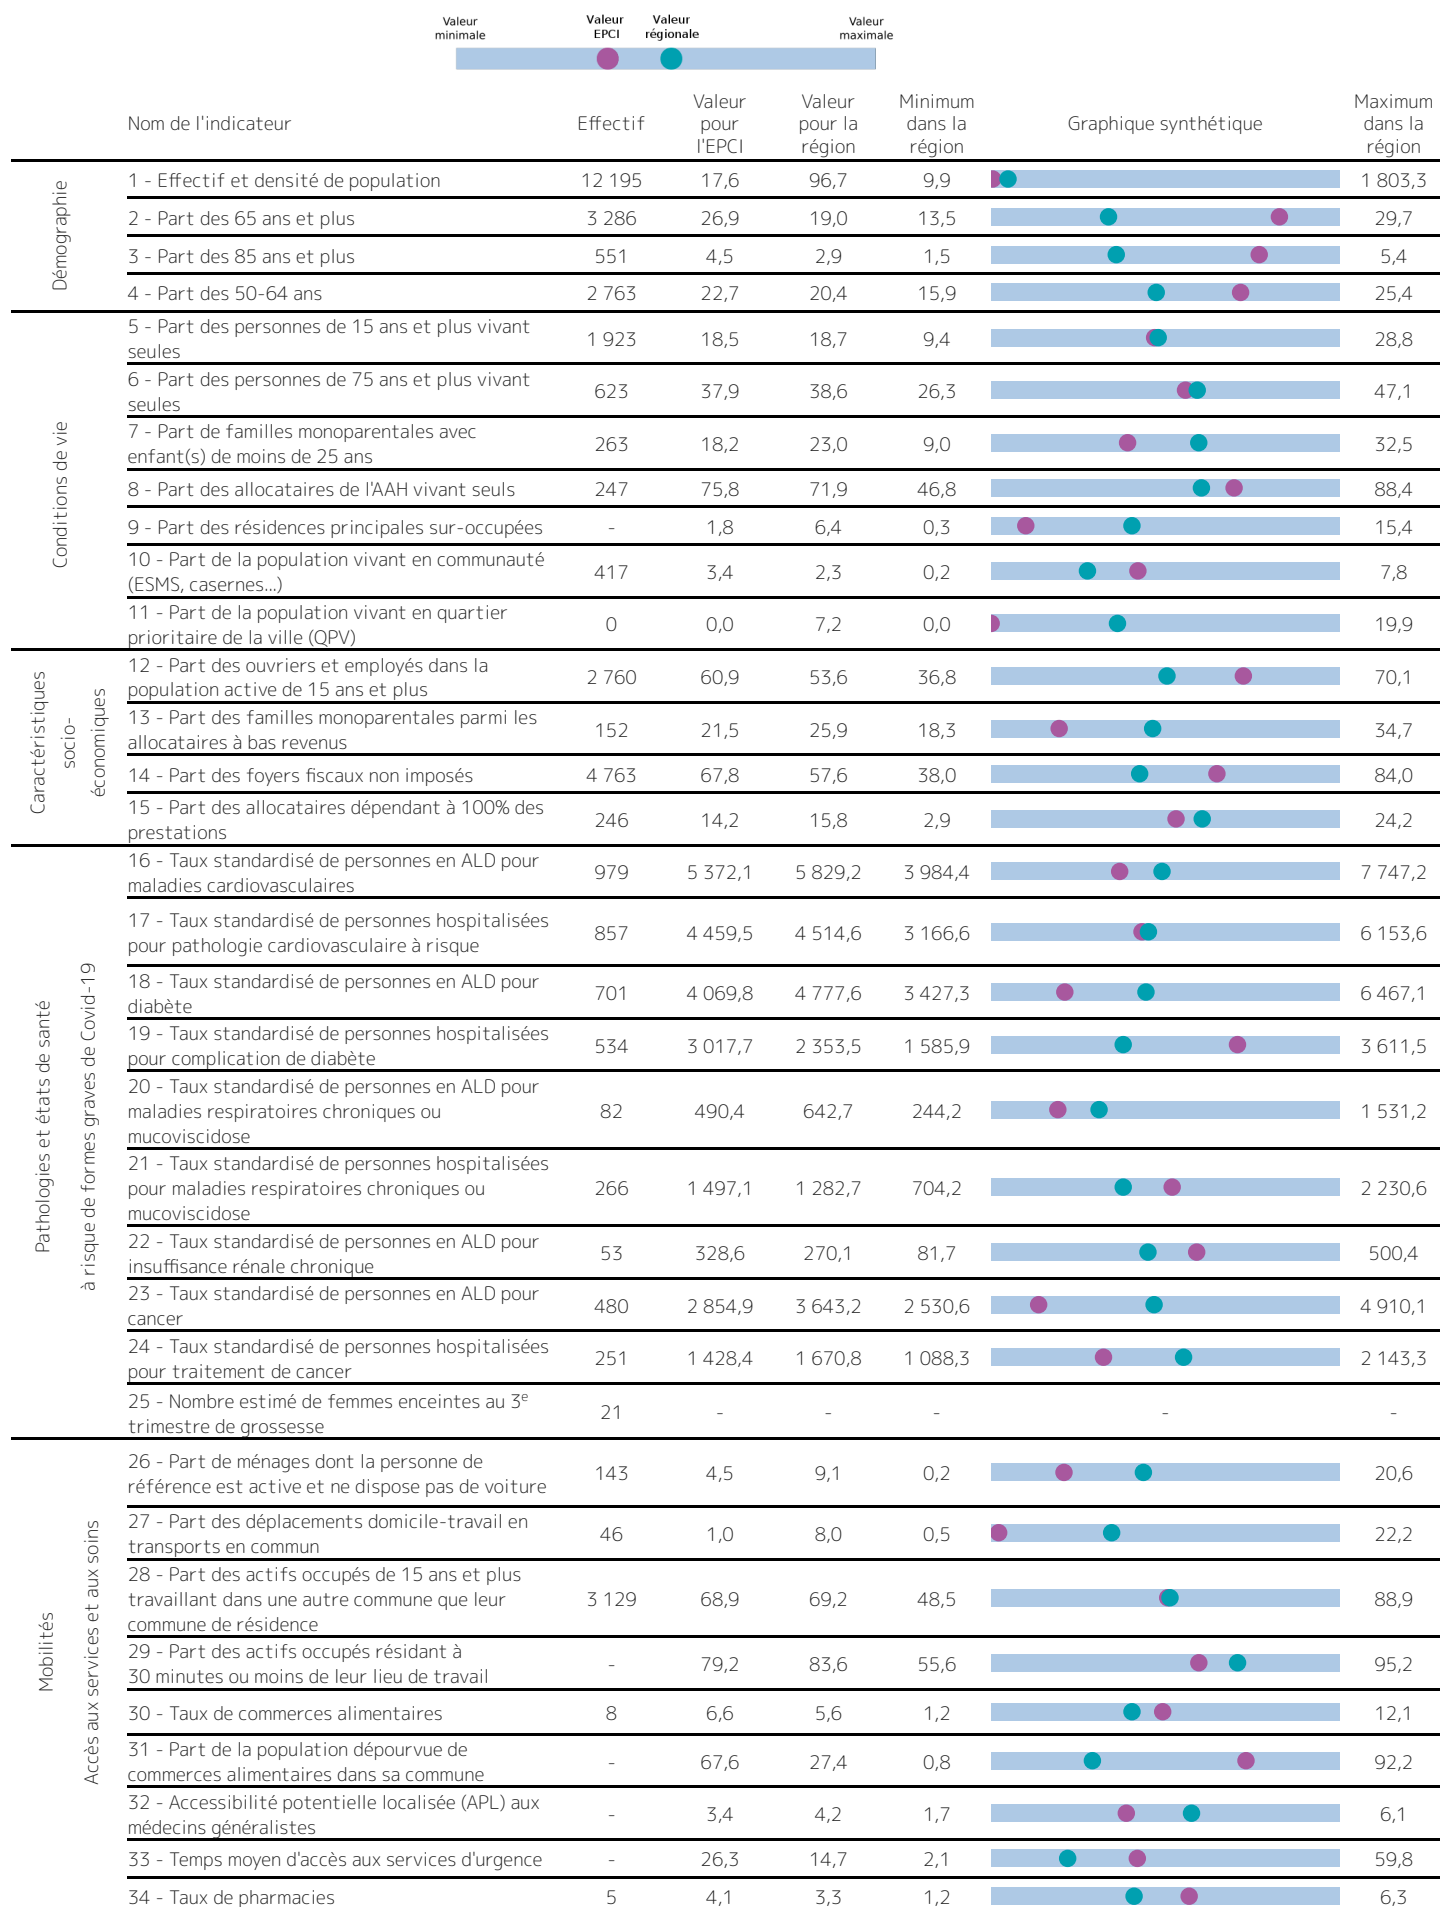 Valeur minimale
Valeur EPCI
Valeur régionale
Valeur maximale
Nom de l'indicateur
Effectif
Valeur pour l'EPCI
Valeur pour la région
Minimum dans la région
Graphique synthétique
Maximum dans la région
Démographie
1 - Effectif et densité de population 12 195 17,6 96,7 9,9 1 803,3
2 - Part des 65 ans et plus 3 286 26,9 19,0 13,5 29,7
3 - Part des 85 ans et plus 551 4,5 2,9 1,5 5,4
4 - Part des 50-64 ans 2 763 22,7 20,4 15,9 25,4
Conditions de vie
5 - Part des personnes de 15 ans et plus vivant
seules 1 923 18,5 18,7 9,4 28,8
6 - Part des personnes de 75 ans et plus vivant
seules 623 37,9 38,6 26,3 47,1
7 - Part de familles monoparentales avec
enfant(s) de moins de 25 ans 263 18,2 23,0 9,0 32,5
8 - Part des allocataires de l'AAH vivant seuls 247 75,8 71,9 46,8 88,4
9 - Part des résidences principales sur-occupées - 1,8 6,4 0,3 15,4
10 - Part de la population vivant en communauté
(ESMS, casernes...) 417 3,4 2,3 0,2 7,8
11 - Part de la population vivant en quartier
prioritaire de la ville (QPV) 0 0,0 7,2 0,0 19,9
Caractéristiques
socio-
économiques
12 - Part des ouvriers et employés dans la
population active de 15 ans et plus 2 760 60,9 53,6 36,8 70,1
13 - Part des familles monoparentales parmi les
allocataires à bas revenus 152 21,5 25,9 18,3 34,7
14 - Part des foyers fiscaux non imposés 4 763 67,8 57,6 38,0 84,0
15 - Part des allocataires dépendant à 100% des
prestations 246 14,2 15,8 2,9 24,2
Pathologies et états de santé
à risque de formes graves de Covid-19
16 - Taux standardisé de personnes en ALD pour
maladies cardiovasculaires 979 5 372,1 5 829,2 3 984,4 7 747,2
17 - Taux standardisé de personnes hospitalisées
pour pathologie cardiovasculaire à risque 857 4 459,5 4 514,6 3 166,6 6 153,6
18 - Taux standardisé de personnes en ALD pour
diabète 701 4 069,8 4 777,6 3 427,3 6 467,1
19 - Taux standardisé de personnes hospitalisées
pour complication de diabète 534 3 017,7 2 353,5 1 585,9 3 611,5
20 - Taux standardisé de personnes en ALD pour
maladies respiratoires chroniques ou 82 490,4 642,7 244,2 1 531,2
mucoviscidose
21 - Taux standardisé de personnes hospitalisées
pour maladies respiratoires chroniques ou 266 1 497,1 1 282,7 704,2 2 230,6
mucoviscidose
22 - Taux standardisé de personnes en ALD pour
insuffisance rénale chronique 53 328,6 270,1 81,7 500,4
23 - Taux standardisé de personnes en ALD pour
cancer 480 2 854,9 3 643,2 2 530,6 4 910,1
24 - Taux standardisé de personnes hospitalisées
pour traitement de cancer 251 1 428,4 1 670,8 1 088,3 2 143,3
25 - Nombre estimé de femmes enceintes au 3e
trimestre de grossesse 21 - - - - -
Mobilités
Accès aux services et aux soins
26 - Part de ménages dont la personne de
référence est active et ne dispose pas de voiture 143 4,5 9,1 0,2 20,6
27 - Part des déplacements domicile-travail en
transports en commun 46 1,0 8,0 0,5 22,2
28 - Part des actifs occupés de 15 ans et plus
travaillant dans une autre commune que leur 3 129 68,9 69,2 48,5 88,9
commune de résidence
29 - Part des actifs occupés résidant à
30 minutes ou moins de leur lieu de travail - 79,2 83,6 55,6 95,2
30 - Taux de commerces alimentaires 8 6,6 5,6 1,2 12,1
31 - Part de la population dépourvue de
commerces alimentaires dans sa commune - 67,6 27,4 0,8 92,2
32 - Accessibilité potentielle localisée (APL) aux
médecins généralistes - 3,4 4,2 1,7 6,1
33 - Temps moyen d'accès aux services d'urgence - 26,3 14,7 2,1 59,8
34 - Taux de pharmacies 5 4,1 3,3 1,2 6,3